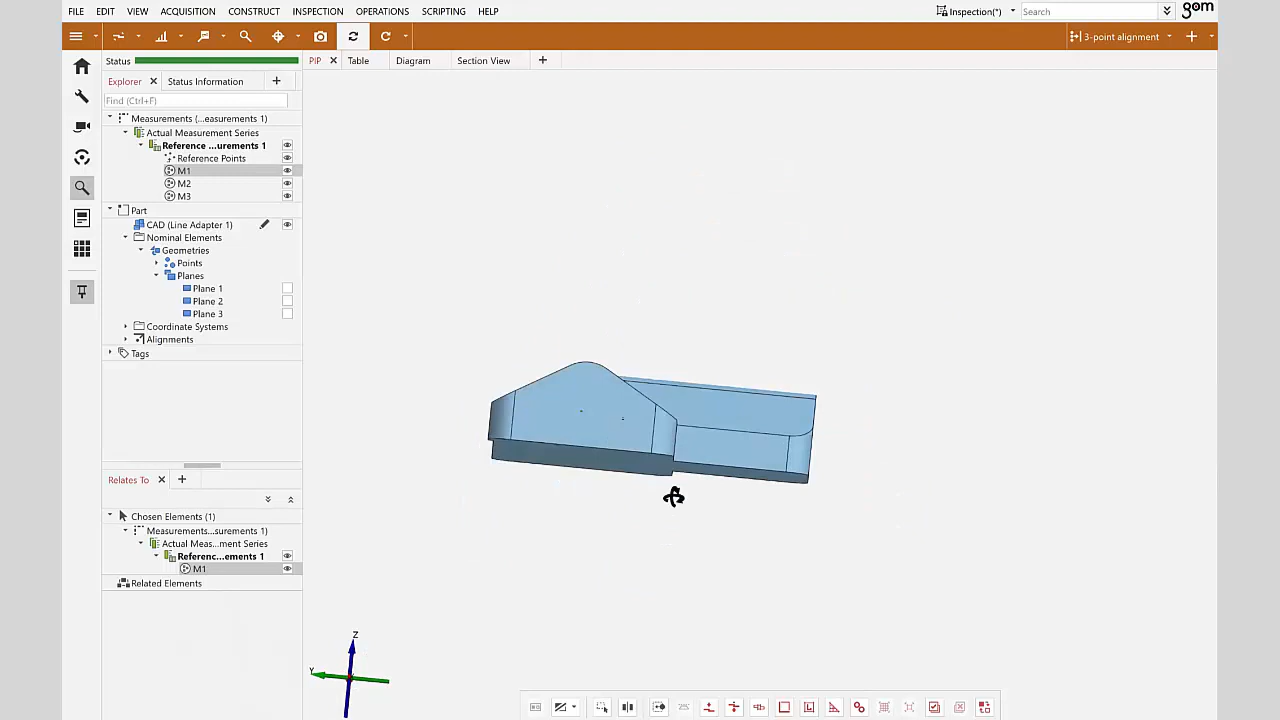 FILE EDIT VIEW ACQUISITION CONSTRUCT INSPECTION OPERATIONS SCRIPTING HELP
Inspection(*)
Search
gom
3-point alignment
Status
PiP
Table
Diagram
Section View
Explorer
Status Information
Find (Ctrl+F)
Measurements (...easurements 1)
Actual Measurement Series
Reference ...urements 1
Reference Points
M1
M2
M3
Part
CAD (Line Adapter 1)
Nominal Elements
Geometries
Points
Planes
Plane 1
Plane 2
Plane 3
Coordinate Systems
Alignments
Tags
Relates To
Chosen Elements (1)
Measurements...surements 1)
Actual Meas...ment Series
Referenc...ements 1
M1
Related Elements
Z
Y